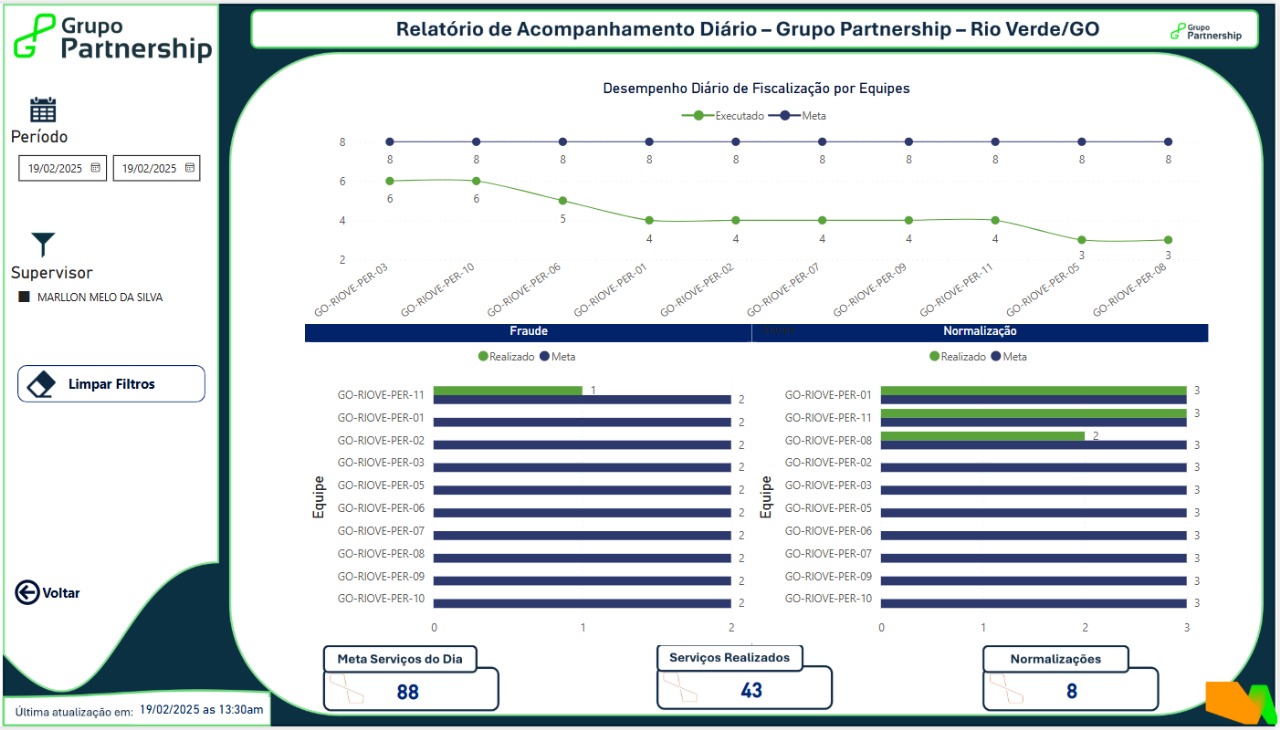 Grupo
Partnership
Relatório de Acompanhamento Diário – Grupo Partnership – Rio Verde/GO
Grupo
Partnership
Período
19/02/2025 19/02/2025
Supervisor
MARLLON MELO DA SILVA
Limpar Filtros
Voltar
Última atualização em: 19/02/2025 as 13:30am
Desempenho Diário de Fiscalização por Equipes
Executado Meta
8
6
4
2
8 8 8 8 8 8 8 8 8 8
6 6 5 4 4 4 4 4 3 3
GO-RIOVE-PER-03 GO-RIOVE-PER-10 GO-RIOVE-PER-06 GO-RIOVE-PER-01 GO-RIOVE-PER-02 GO-RIOVE-PER-07 GO-RIOVE-PER-09 GO-RIOVE-PER-11 GO-RIOVE-PER-05 GO-RIOVE-PER-08
Fraude
Realizado Meta
Equipe
GO-RIOVE-PER-11 1 2
GO-RIOVE-PER-01 2
GO-RIOVE-PER-02 2
GO-RIOVE-PER-03 2
GO-RIOVE-PER-05 2
GO-RIOVE-PER-06 2
GO-RIOVE-PER-07 2
GO-RIOVE-PER-08 2
GO-RIOVE-PER-09 2
GO-RIOVE-PER-10 2
0 1 2
Normalização
Realizado Meta
Equipe
GO-RIOVE-PER-01 3
GO-RIOVE-PER-11 3
GO-RIOVE-PER-08 2 3
GO-RIOVE-PER-02 3
GO-RIOVE-PER-03 3
GO-RIOVE-PER-05 3
GO-RIOVE-PER-06 3
GO-RIOVE-PER-07 3
GO-RIOVE-PER-09 3
GO-RIOVE-PER-10 3
0 1 2 3
Meta Serviços do Dia
88
Serviços Realizados
43
Normalizações
8